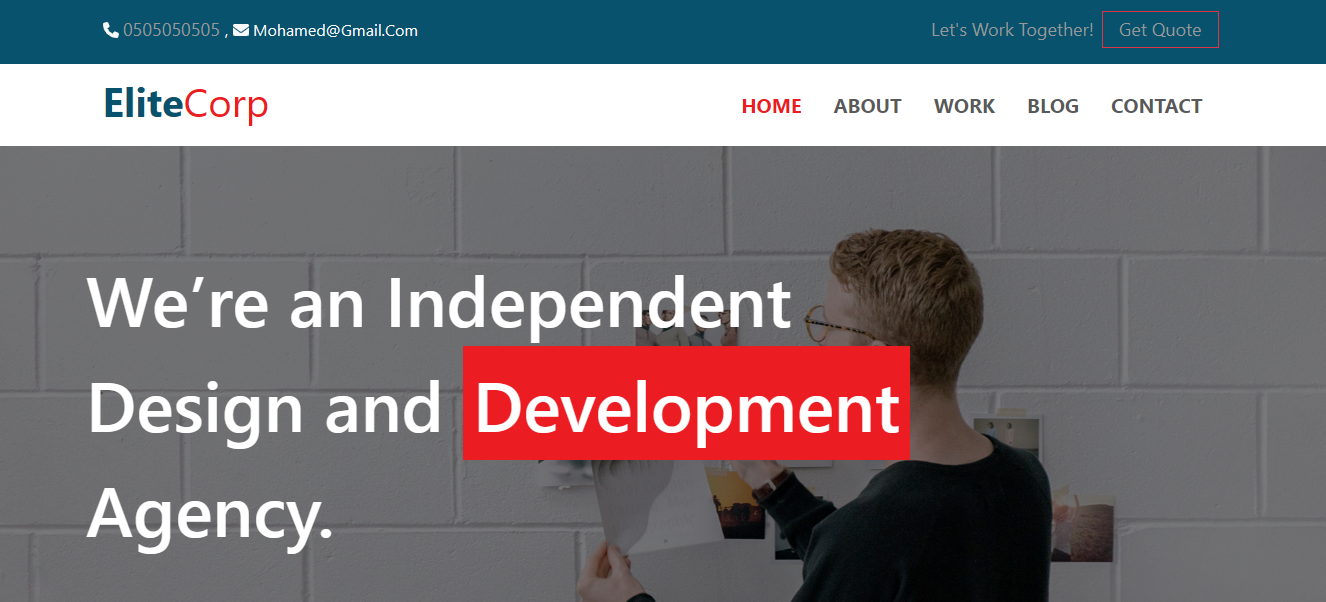 0505050505 , Mohamed@Gmail.Com
Let's Work Together! Get Quote
EliteCorp
HOME ABOUT WORK BLOG CONTACT
We’re an Independent
Design and Development
Agency.